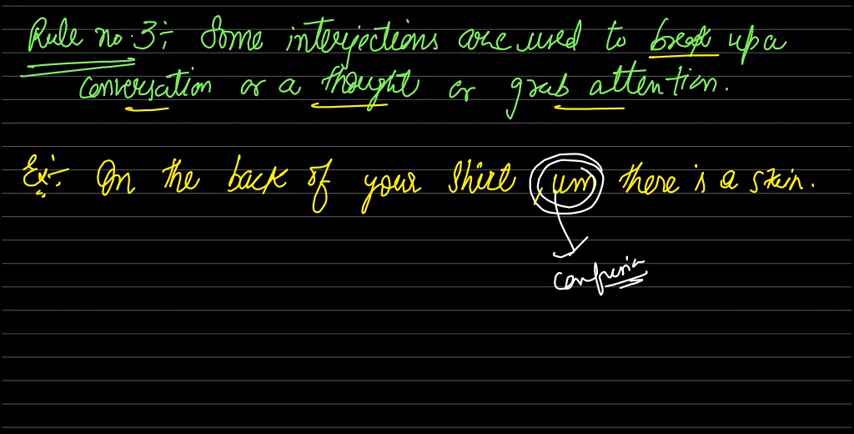 Rule no. 3:- Some interjections are used to break up a
conversation or a thought or grab attention.
Ex:- On the back of your shirt, um there is a stain.
confusion